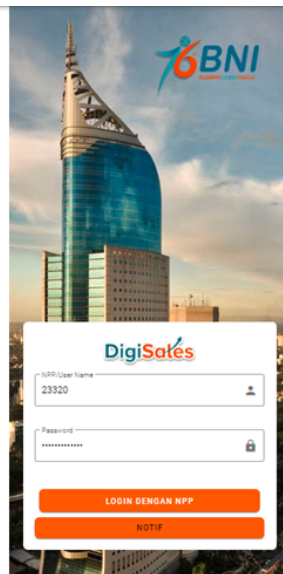 76 BNI
DigiSales
NPP/User Name
23320
Password
•••••••••••••
LOGIN DENGAN NPP
NOTIF